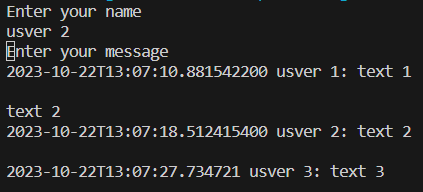 Enter your name
usver 2
Enter your message
2023-10-22T13:07:10.881542200 usver 1: text 1
text 2
2023-10-22T13:07:18.512415400 usver 2: text 2
2023-10-22T13:07:27.734721 usver 3: text 3